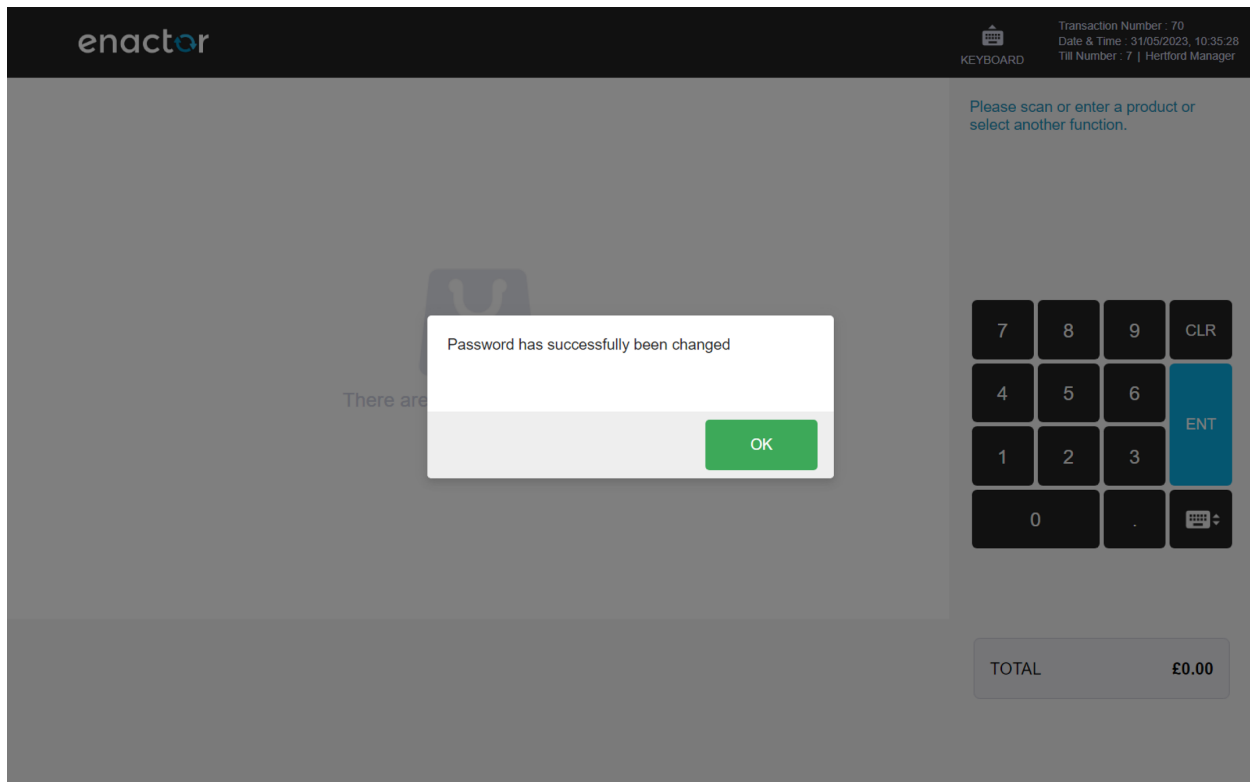 enactor
KEYBOARD
Transaction Number : 70
Date & Time : 31/05/2023, 10:35:28
Till Number : 7 | Hertford Manager
Please scan or enter a product or
select another function.
There are
Password has successfully been changed
OK
7 8 9 CLR
4 5 6
ENT
1 2 3
0 .
TOTAL £0.00